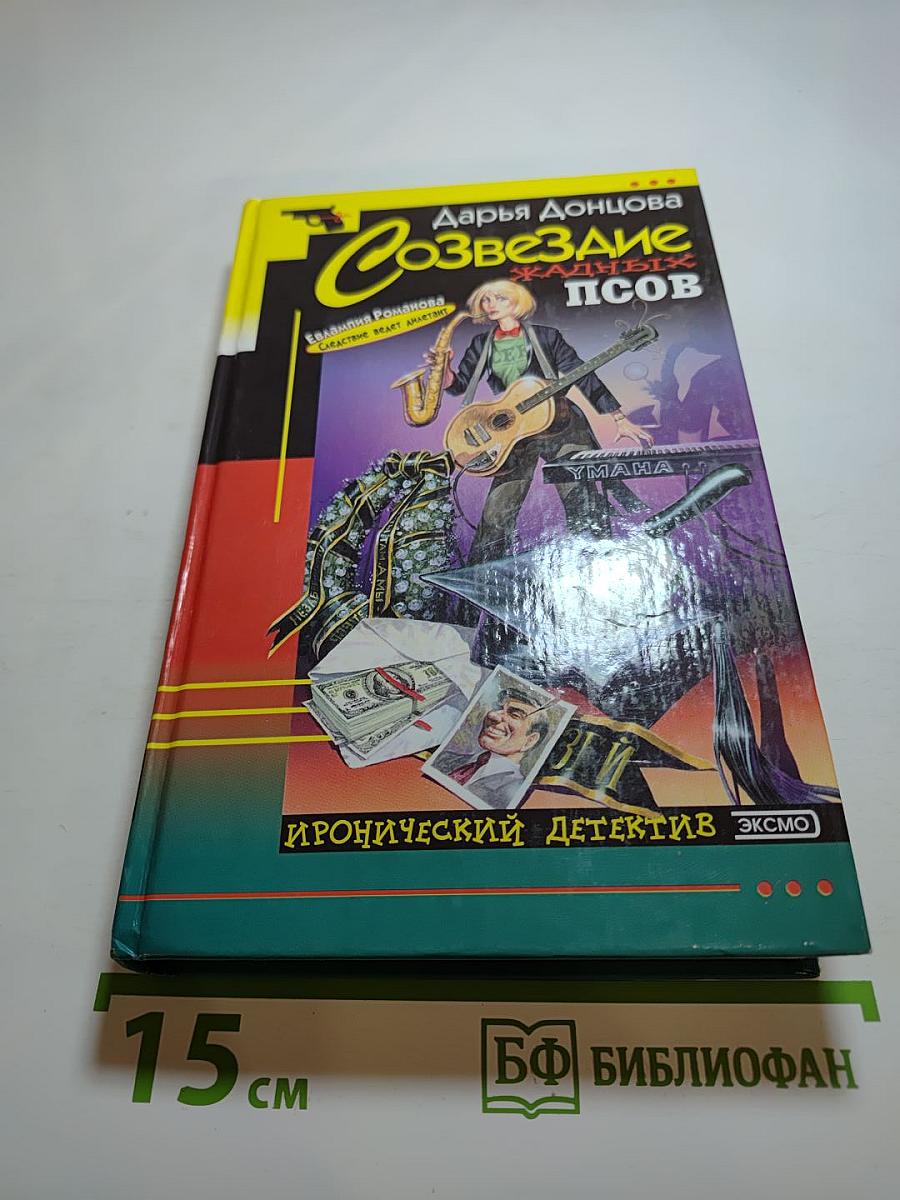 Дарья Донцова
Созвездие
жадных
псов
Евлампия Романова
Следствие ведет дилетант
YMAHA
ИРОНИЧЕСКИЙ ДЕТЕКТИВ
ЭКСМО
15 см
БФ БИБЛИОФАН